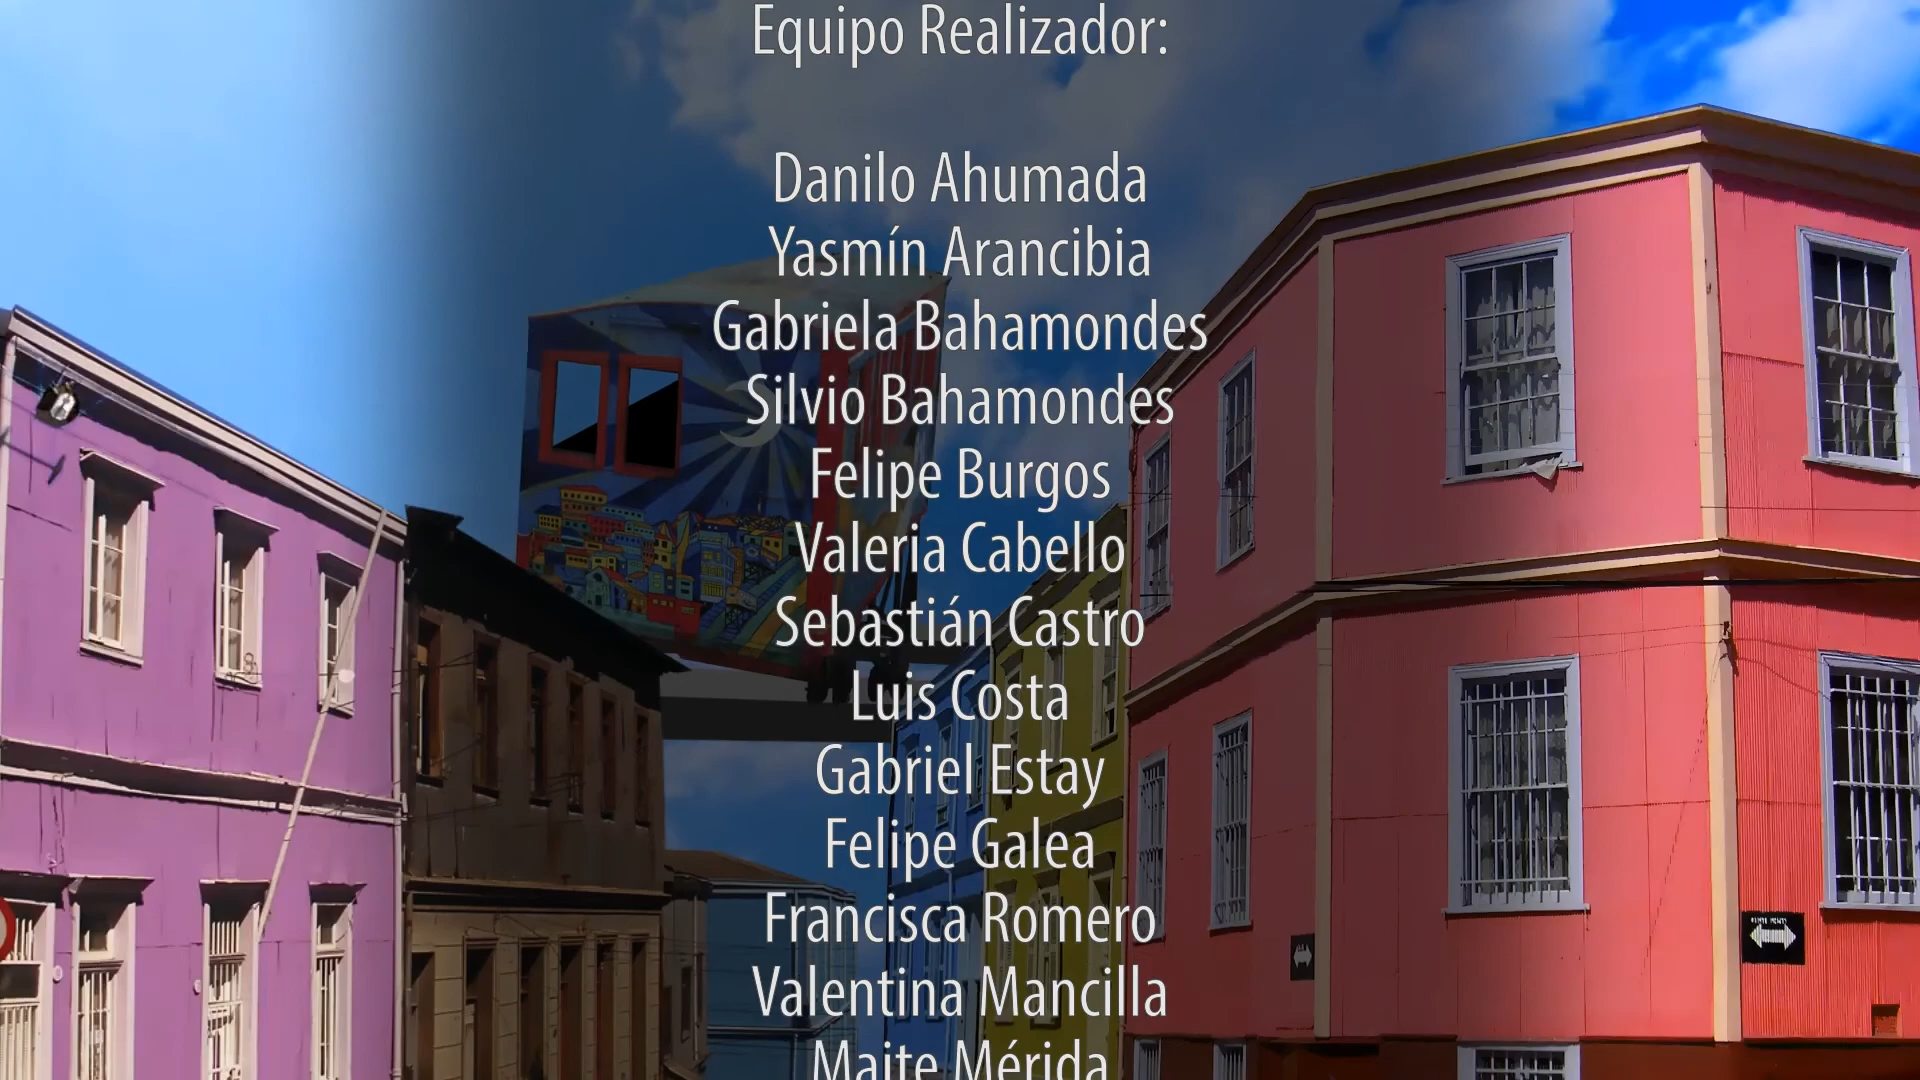 Equipo Realizador:
Danilo Ahumada
Yasmín Arancibia
Gabriela Bahamondes
Silvio Bahamondes
Felipe Burgos
Valeria Cabello
Sebastián Castro
Luis Costa
Gabriel Estay
Felipe Galea
Francisca Romero
Valentina Mancilla
Maite Mérida